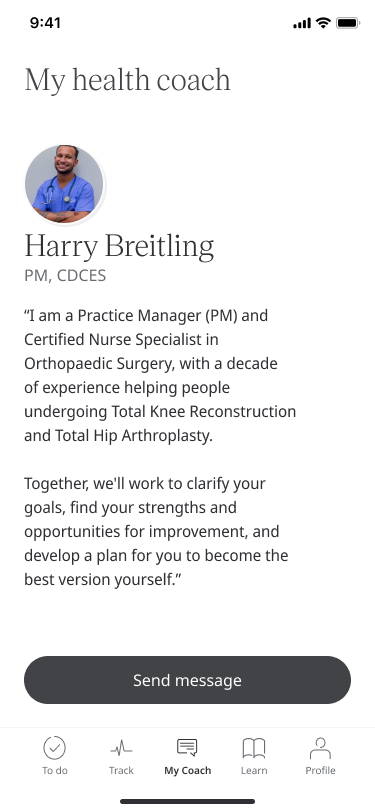 9:41
My health coach
Harry Breitling
PM, CDCES
“I am a Practice Manager (PM) and
Certified Nurse Specialist in
Orthopaedic Surgery, with a decade
of experience helping people
undergoing Total Knee Reconstruction
and Total Hip Arthroplasty.
Together, we'll work to clarify your
goals, find your strengths and
opportunities for improvement, and
develop a plan for you to become the
best version yourself.”
Send message
To do Track My Coach Learn Profile